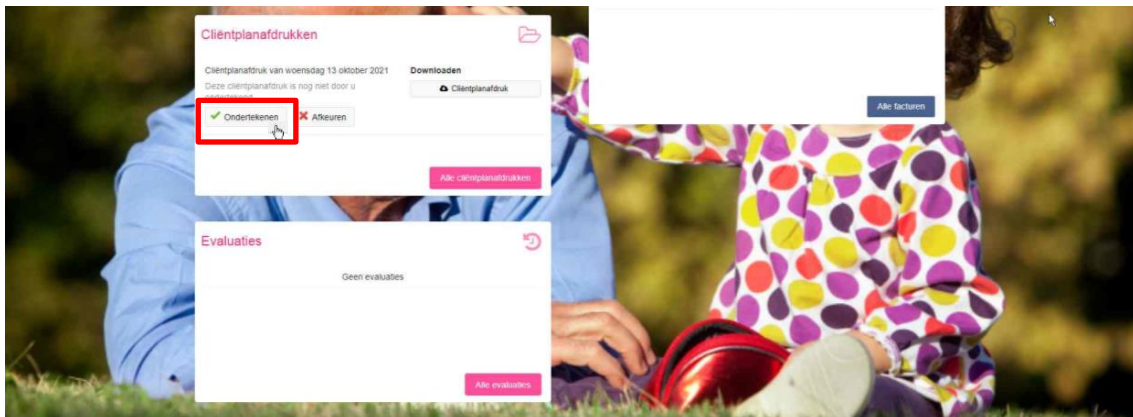 Cliëntplanafdrukken
Cliëntplanafdruk van woensdag 13 oktober 2021
Deze cliëntplanafdruk is nog niet door u
Downloaden
Cliëntplanafdruk
Ondertekenen
Afkeuren
Alle cliëntplanafdrukken
Alle facturen
Evaluaties
Geen evaluaties
Alle evaluaties